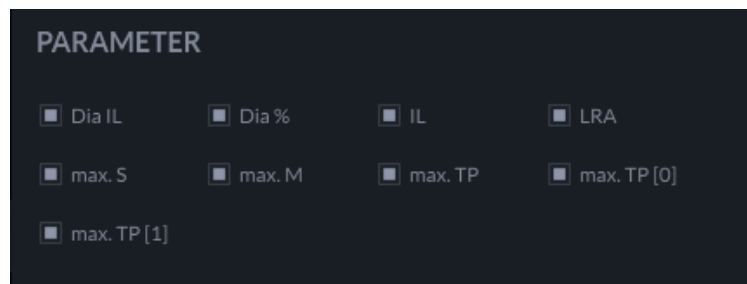 PARAMETER
Dia IL Dia % IL LRA
max. S max. M max. TP max. TP [0]
max. TP [1]